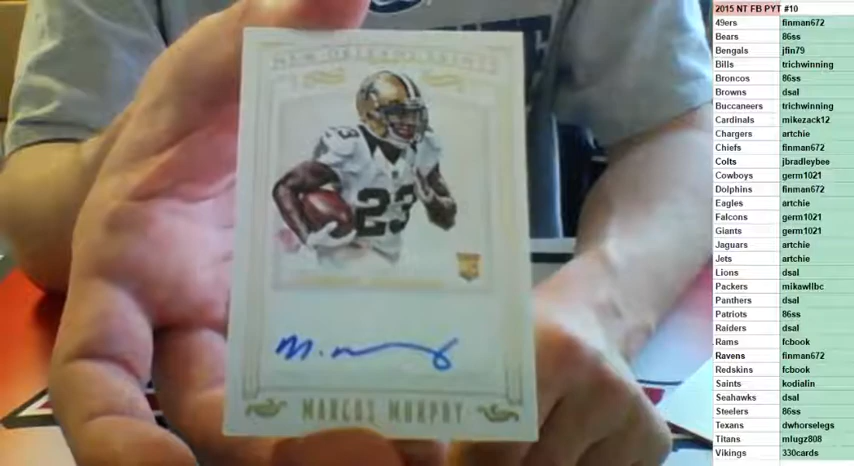 NEW ORLEANS SAINTS
23
M. M
MARCUS MURPHY
2015 NT FB PYT #10
49ers finman672
Bears 86ss
Bengals jfin79
Bills trichwinning
Broncos 86ss
Browns dsal
Buccaneers trichwinning
Cardinals mikezack12
Chargers artchie
Chiefs finman672
Colts jbradleybee
Cowboys germ1021
Dolphins finman672
Eagles artchie
Falcons germ1021
Giants germ1021
Jaguars artchie
Jets artchie
Lions dsal
Packers mikawllbc
Panthers dsal
Patriots 86ss
Raiders dsal
Rams fcbook
Ravens finman672
Redskins fcbook
Saints kodialin
Seahawks dsal
Steelers 86ss
Texans dwhorselegs
Titans mlugz808
Vikings 330cards